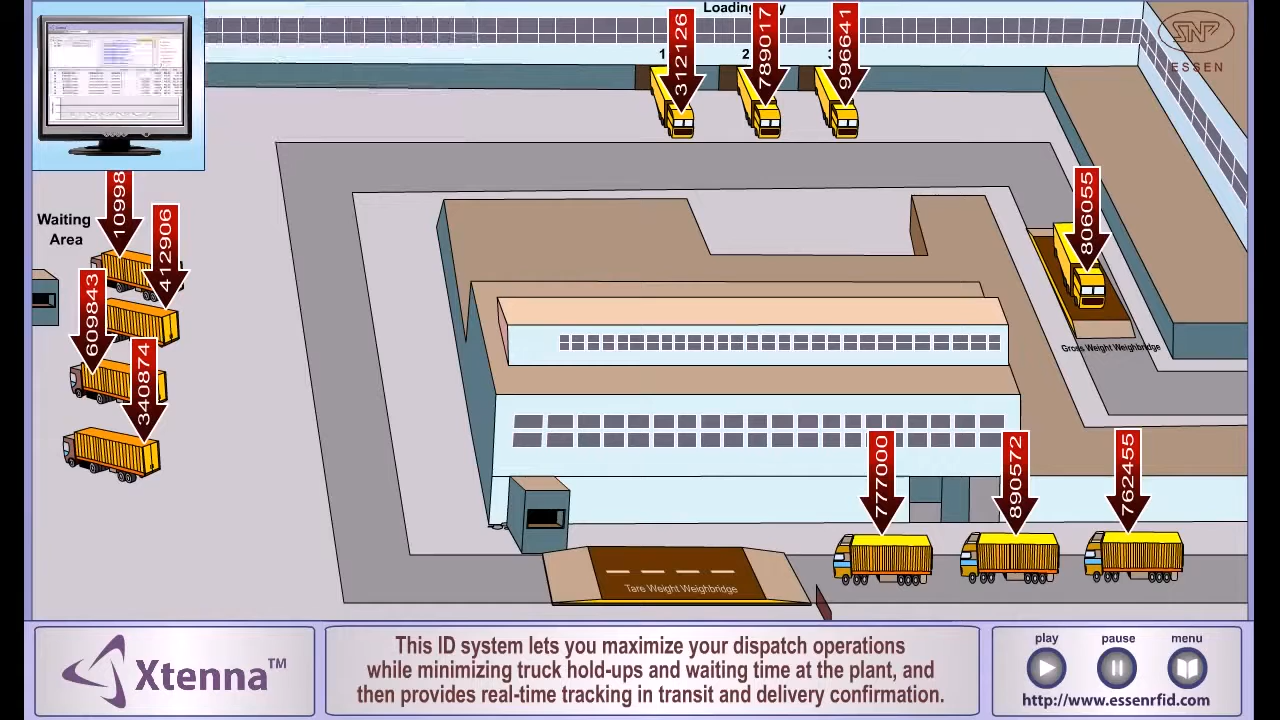 Loading
312126
789017
996641
ESSEN
10998
Waiting
Area
412906
609843
340874
806055
Gross Weight Weighbridge
777000
890572
762455
Tare Weight Weighbridge
Xtenna™
This ID system lets you maximize your dispatch operations
while minimizing truck hold-ups and waiting time at the plant, and
then provides real-time tracking in transit and delivery confirmation.
play pause menu
http://www.essenrfid.com